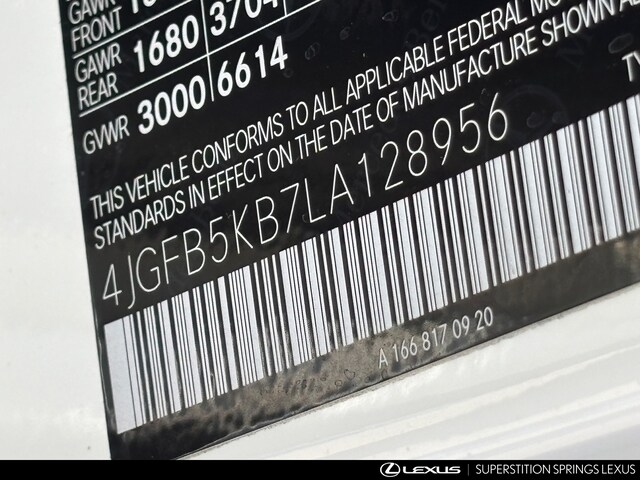 GAWR
FRONT
GAWR
REAR 1680 3704
GVWR 3000 6614
THIS VEHICLE CONFORMS TO ALL APPLICABLE FEDERAL MO
STANDARDS IN EFFECT ON THE DATE OF MANUFACTURE SHOWN A
4JGFB5KB7LA128956
A 166 817 09 20
LEXUS SUPERSTITION SPRINGS LEXUS